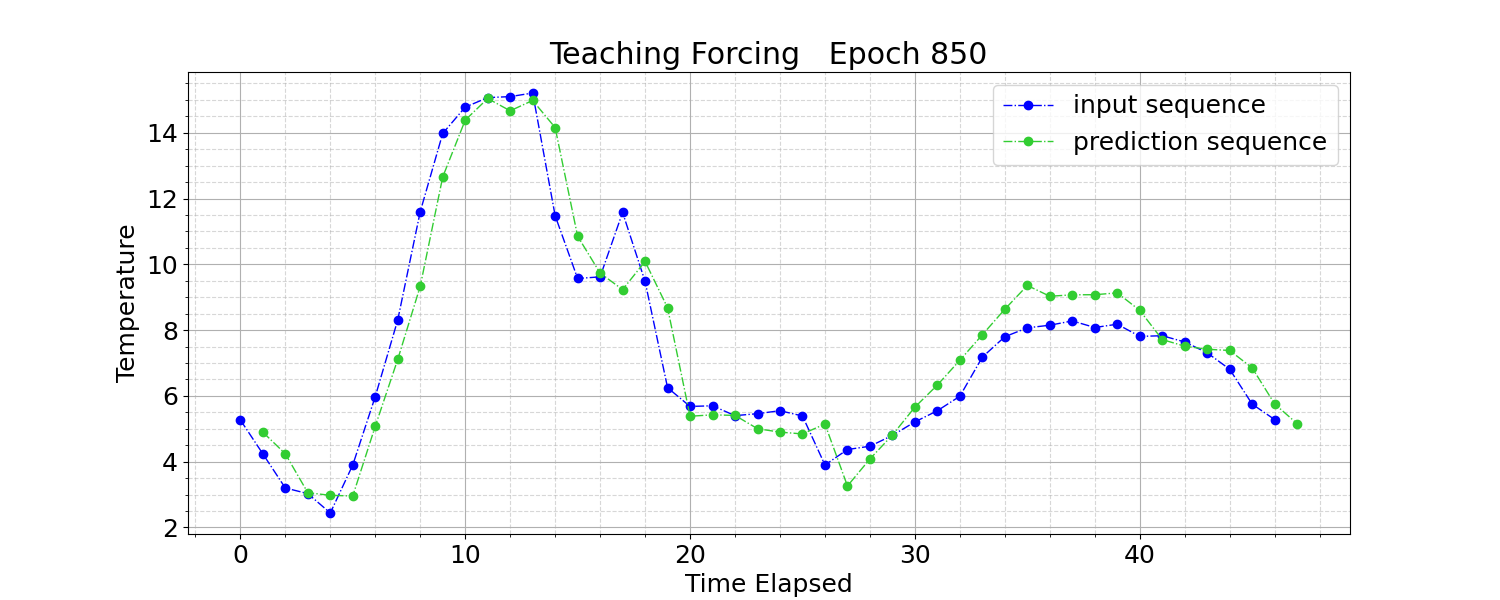 Teaching Forcing   Epoch 850
input sequence
prediction sequence
Temperature
14
12
10
8
6
4
2
0 10 20 30 40
Time Elapsed